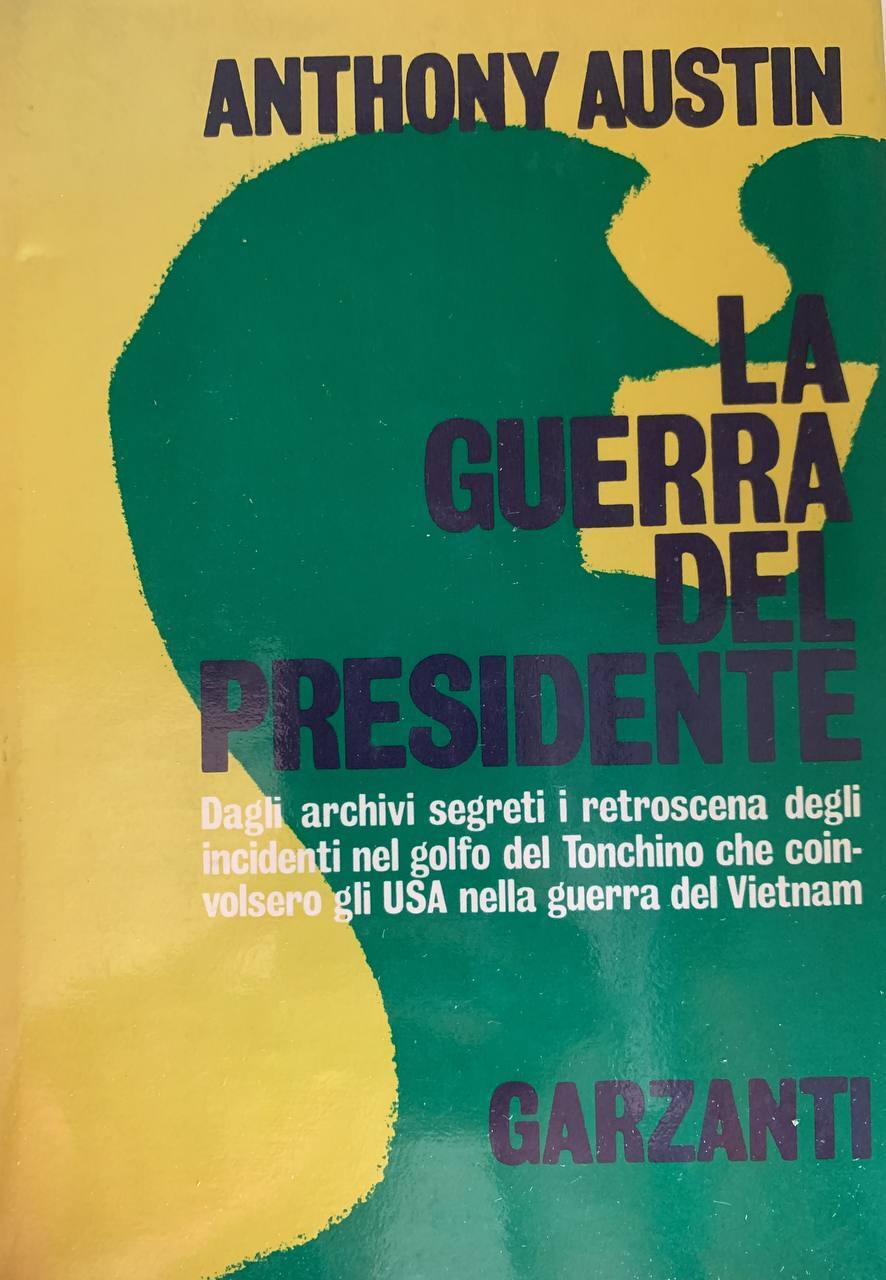 ANTHONY AUSTIN
LA
GUERRA
DEL
PRESIDENTE
Dagli archivi segreti i retroscena degli
incidenti nel golfo del Tonchino che coin-
volsero gli USA nella guerra del Vietnam
GARZANTI